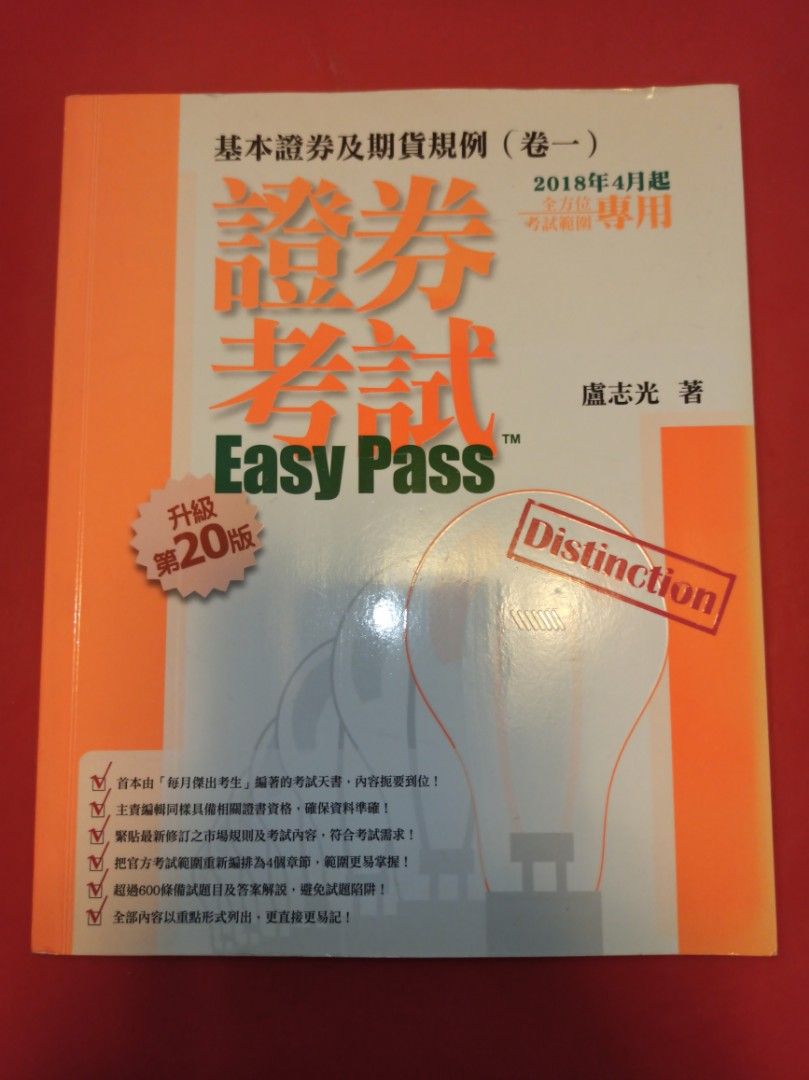 基本證券及期貨規例（卷一）
2018年4月起
全方位
考試範圍
專用
證券
考試
Easy Pass™
盧志光 著
升級
第20版
Distinction
首本由「每月傑出考生」編著的考試天書，內容扼要到位！
主責編輯同樣具備相關證書資格，確保資料準確！
緊貼最新修訂之市場規則及考試內容，符合考試需求！
把官方考試範圍重新編排為4個章節，範圍更易掌握！
超過600條備試題目及答案解說，避免試題陷阱！
全部內容以重點形式列出，更直接更易記！